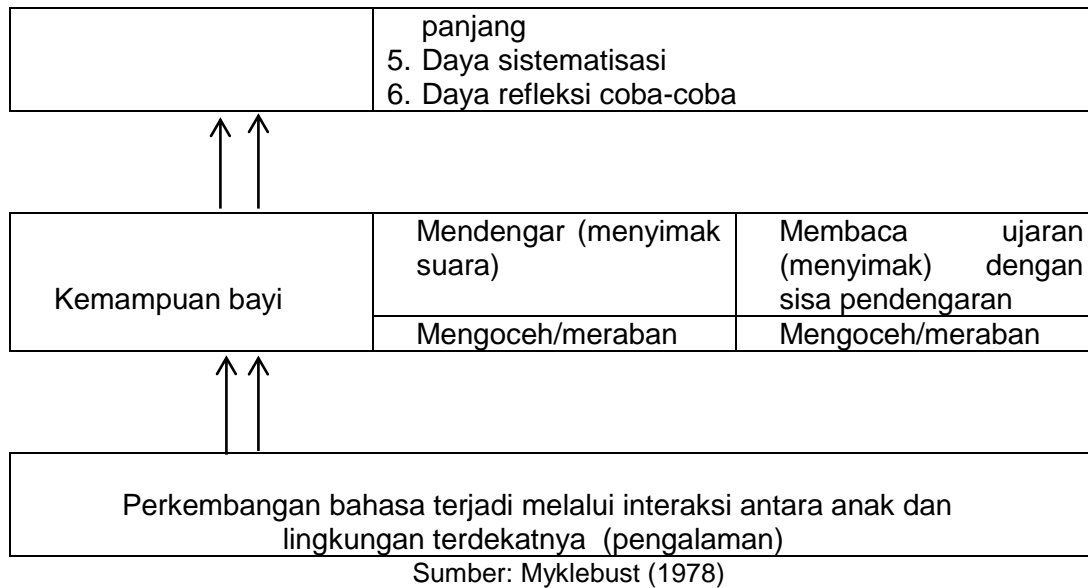 panjang
5. Daya sistematisasi
6. Daya refleksi coba-coba
Kemampuan bayi
Mendengar (menyimak
suara)
Membaca ujaran
(menyimak) dengan
sisa pendengaran
Mengoceh/meraban
Mengoceh/meraban
Perkembangan bahasa terjadi melalui interaksi antara anak dan
lingkungan terdekatnya (pengalaman)
Sumber: Myklebust (1978)